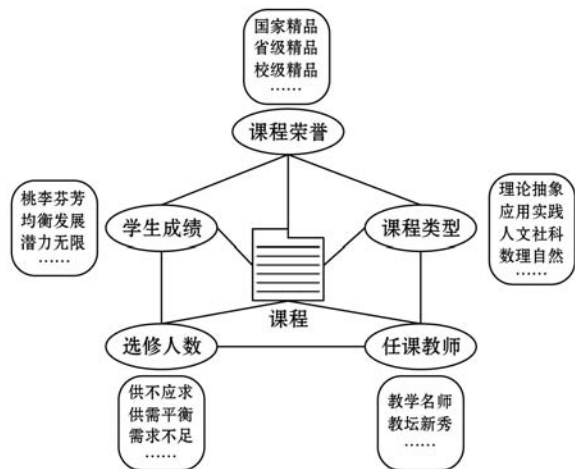 国家精品
省级精品
校级精品
……
课程荣誉
桃李芬芳
均衡发展
潜力无限
……
学生成绩
课程类型
理论抽象
应用实践
人文社科
数理自然
……
课程
选修人数
任课教师
供不应求
供需平衡
需求不足
……
教学名师
教坛新秀
……